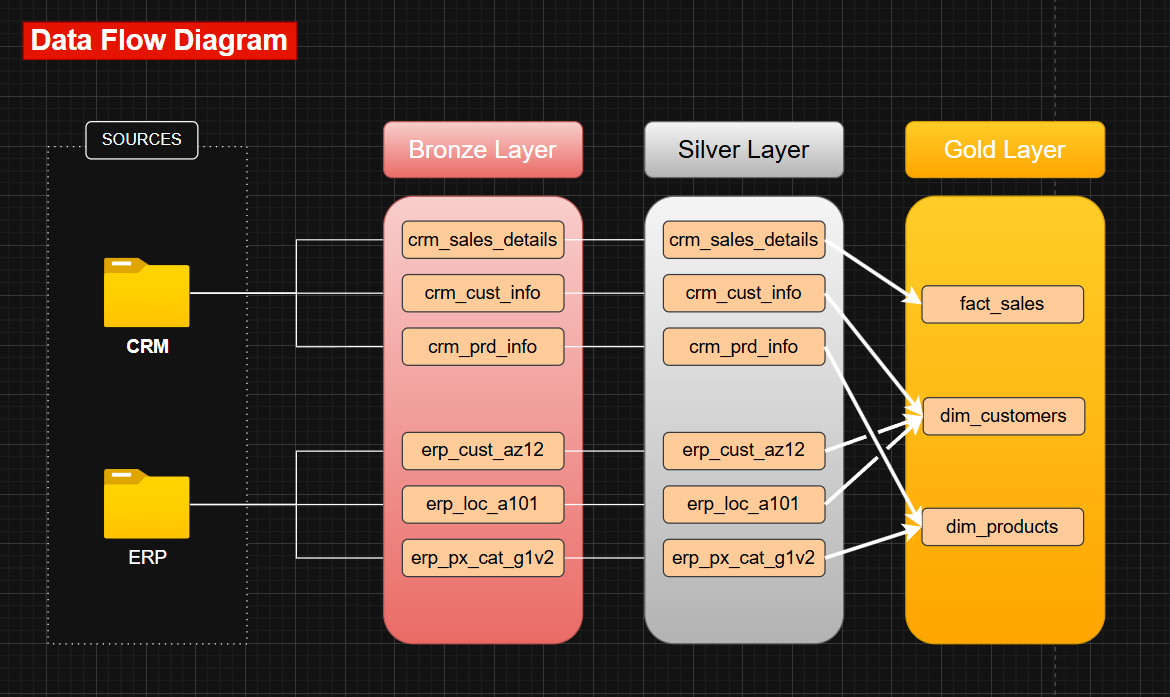 Data Flow Diagram
SOURCES
Bronze Layer
Silver Layer
Gold Layer
CRM
ERP
crm_sales_details
crm_cust_info
crm_prd_info
erp_cust_az12
erp_loc_a101
erp_px_cat_g1v2
crm_sales_details
crm_cust_info
crm_prd_info
erp_cust_az12
erp_loc_a101
erp_px_cat_g1v2
fact_sales
dim_customers
dim_products